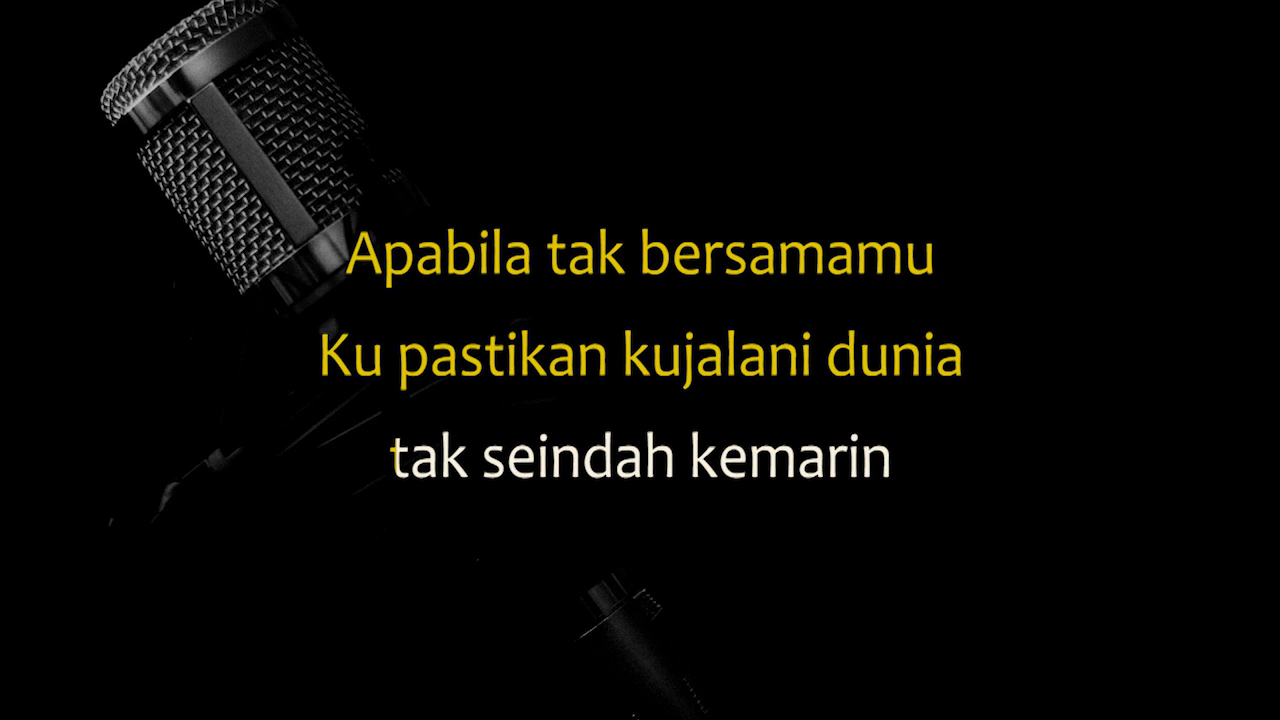 Apabila tak bersamamu
Ku pastikan kujalani dunia
tak seindah kemarin